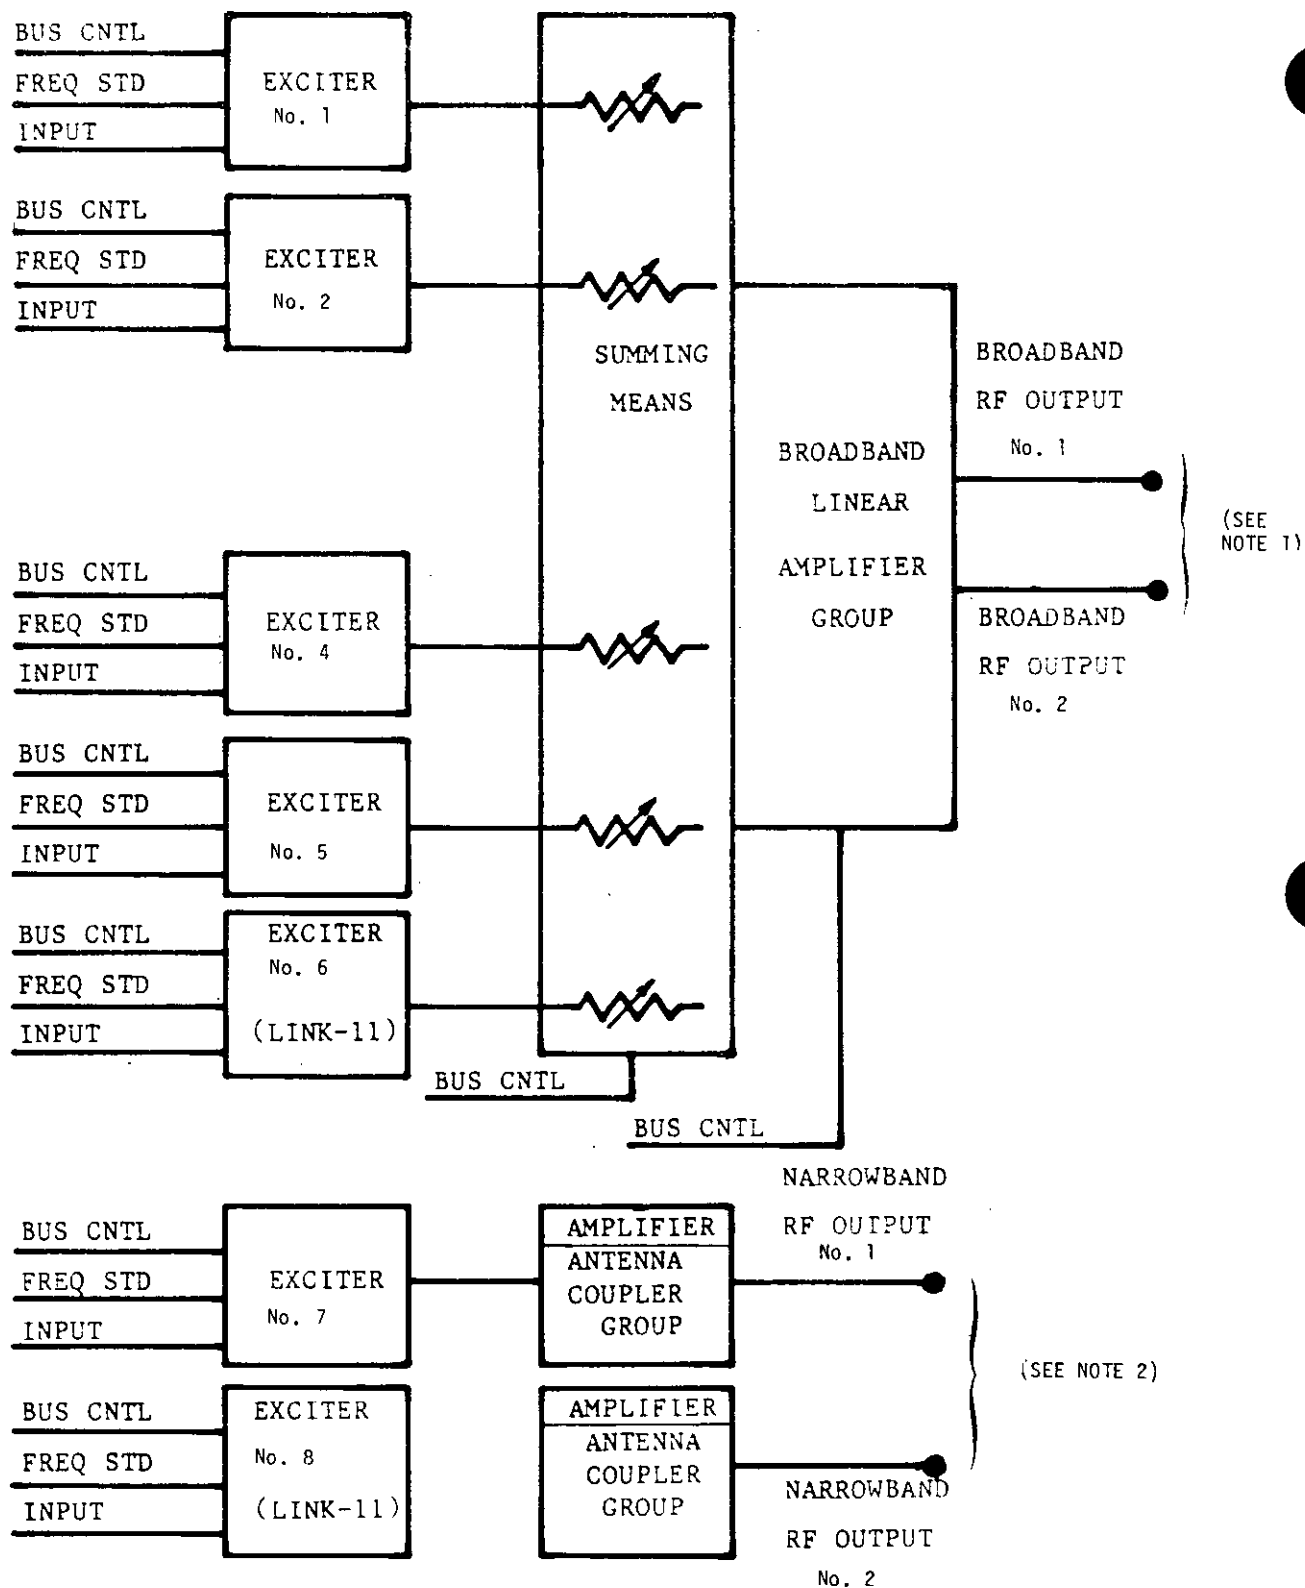 BUS CNTL
FREQ STD
INPUT
EXCITER
No. 1
BUS CNTL
FREQ STD
INPUT
EXCITER
No. 2
SUMMING
MEANS
BROADBAND
LINEAR
AMPLIFIER
GROUP
BROADBAND
RF OUTPUT
No. 1
(SEE
NOTE 1)
BROADBAND
RF OUTPUT
No. 2
BUS CNTL
FREQ STD
INPUT
EXCITER
No. 4
BUS CNTL
FREQ STD
INPUT
EXCITER
No. 5
BUS CNTL
FREQ STD
INPUT
EXCITER
No. 6
(LINK-11)
BUS CNTL
BUS CNTL
NARROWBAND
RF OUTPUT
No. 1
BUS CNTL
FREQ STD
INPUT
EXCITER
No. 7
AMPLIFIER
ANTENNA
COUPLER
GROUP
(SEE NOTE 2)
BUS CNTL
FREQ STD
INPUT
EXCITER
No. 8
(LINK-11)
AMPLIFIER
ANTENNA
COUPLER
GROUP
NARROWBAND
RF OUTPUT
No. 2